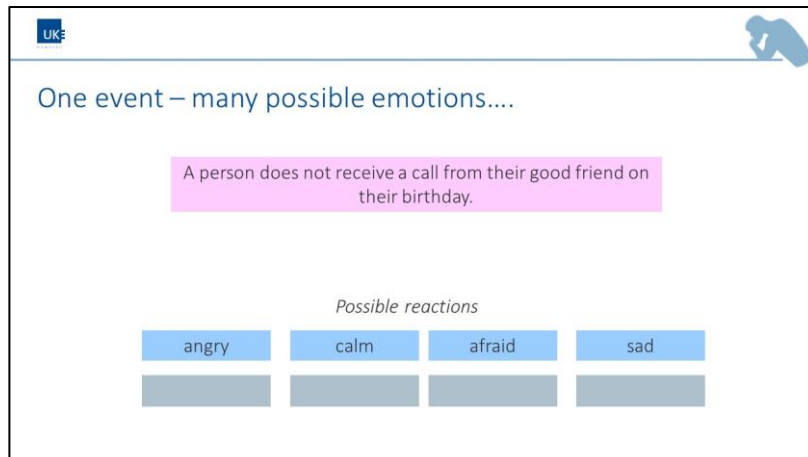 UKE
HAMBURG
One event – many possible emotions….
A person does not receive a call from their good friend on
their birthday.
Possible reactions
angry calm afraid sad